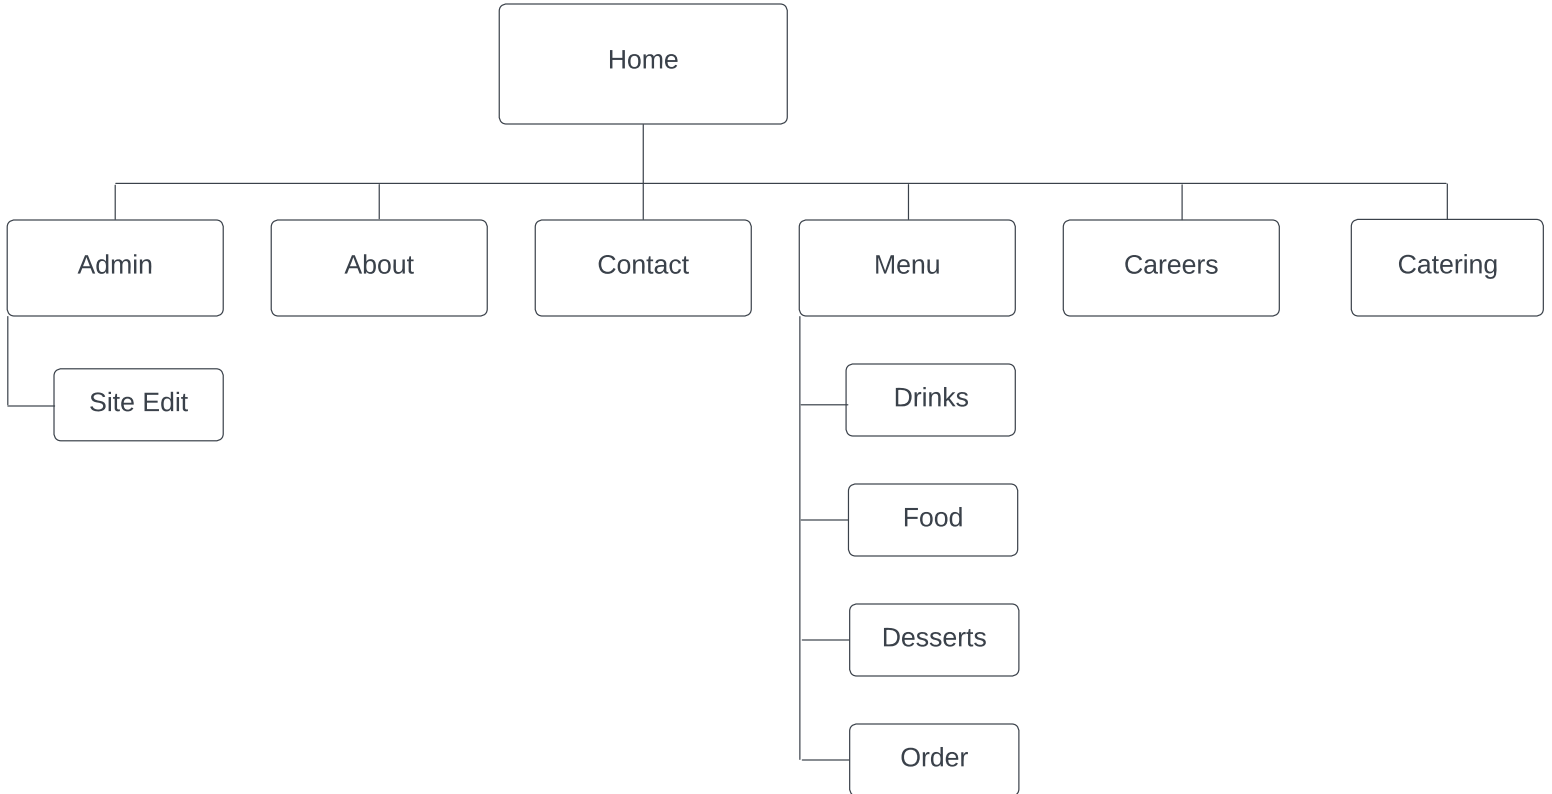 Home
Admin
About
Contact
Menu
Careers
Catering
Site Edit
Drinks
Food
Desserts
Order